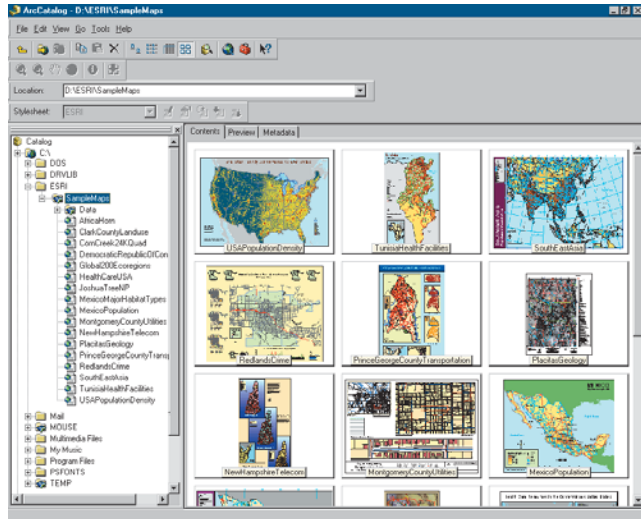 ArcCatalog - D:\ESRI\SampleMaps
File Edit View Go Tools Help
Location: D:\ESRI\SampleMaps
Stylesheet: ESRI
Contents Preview Metadata
Catalog
C:\
DOS
DRVLIB
ESRI
SampleMaps
Data
AfricaHorn
ClarkCountyLanduse
CornCreek24KQuad
DemocraticRepublicOfCon
Global200Ecoregions
HealthCareUSA
JoshuaTreeNP
MexicoMajorHabitatTypes
MexicoPopulation
MontgomeryCountyUtilities
NewHampshireTelecom
PlacitasGeology
PrinceGeorgeCountyTransp
RedlandsCrime
SouthEastAsia
TunisiaHealthFacilities
USAPopulationDensity
Mail
MOUSE
Multimedia Files
My Music
Program Files
PSFONTS
TEMP
USAPopulationDensity
TunisiaHealthFacilities
SouthEastAsia
RedlandsCrime
PrinceGeorgeCountyTransportation
PlacitasGeology
NewHampshireTelecom
MontgomeryCountyUtilities
MexicoPopulation